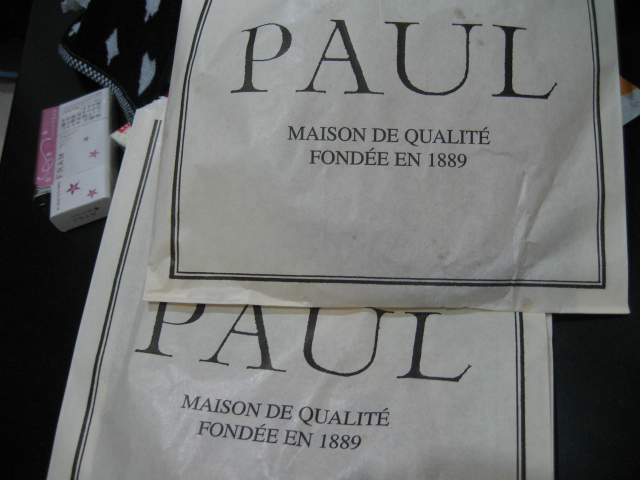 PAUL
MAISON DE QUALITÉ
FONDÉE EN 1889
PAUL
MAISON DE QUALITÉ
FONDÉE EN 1889